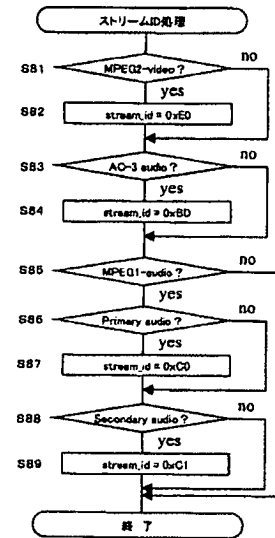 ストリームID処理
S81
MPEG2-video?
no
yes
S82
stream_id = 0xE0
S83
AC-3 audio?
no
yes
S84
stream_id = 0xBD
S85
MPEG1-audio?
no
yes
S86
Primary audio?
no
yes
S87
stream_id = 0xC0
S88
Secondary audio?
no
yes
S89
stream_id = 0xC1
終了